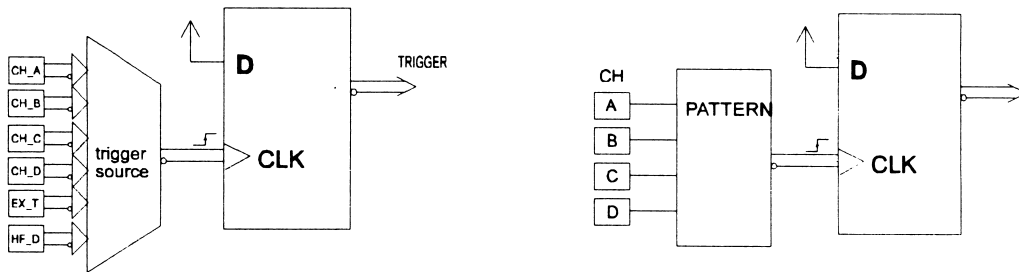 CH_A
CH_B
CH_C
CH_D
EX_T
HF_D
trigger
source
D
CLK
TRIGGER
CH
A
B
C
D
PATTERN
D
CLK